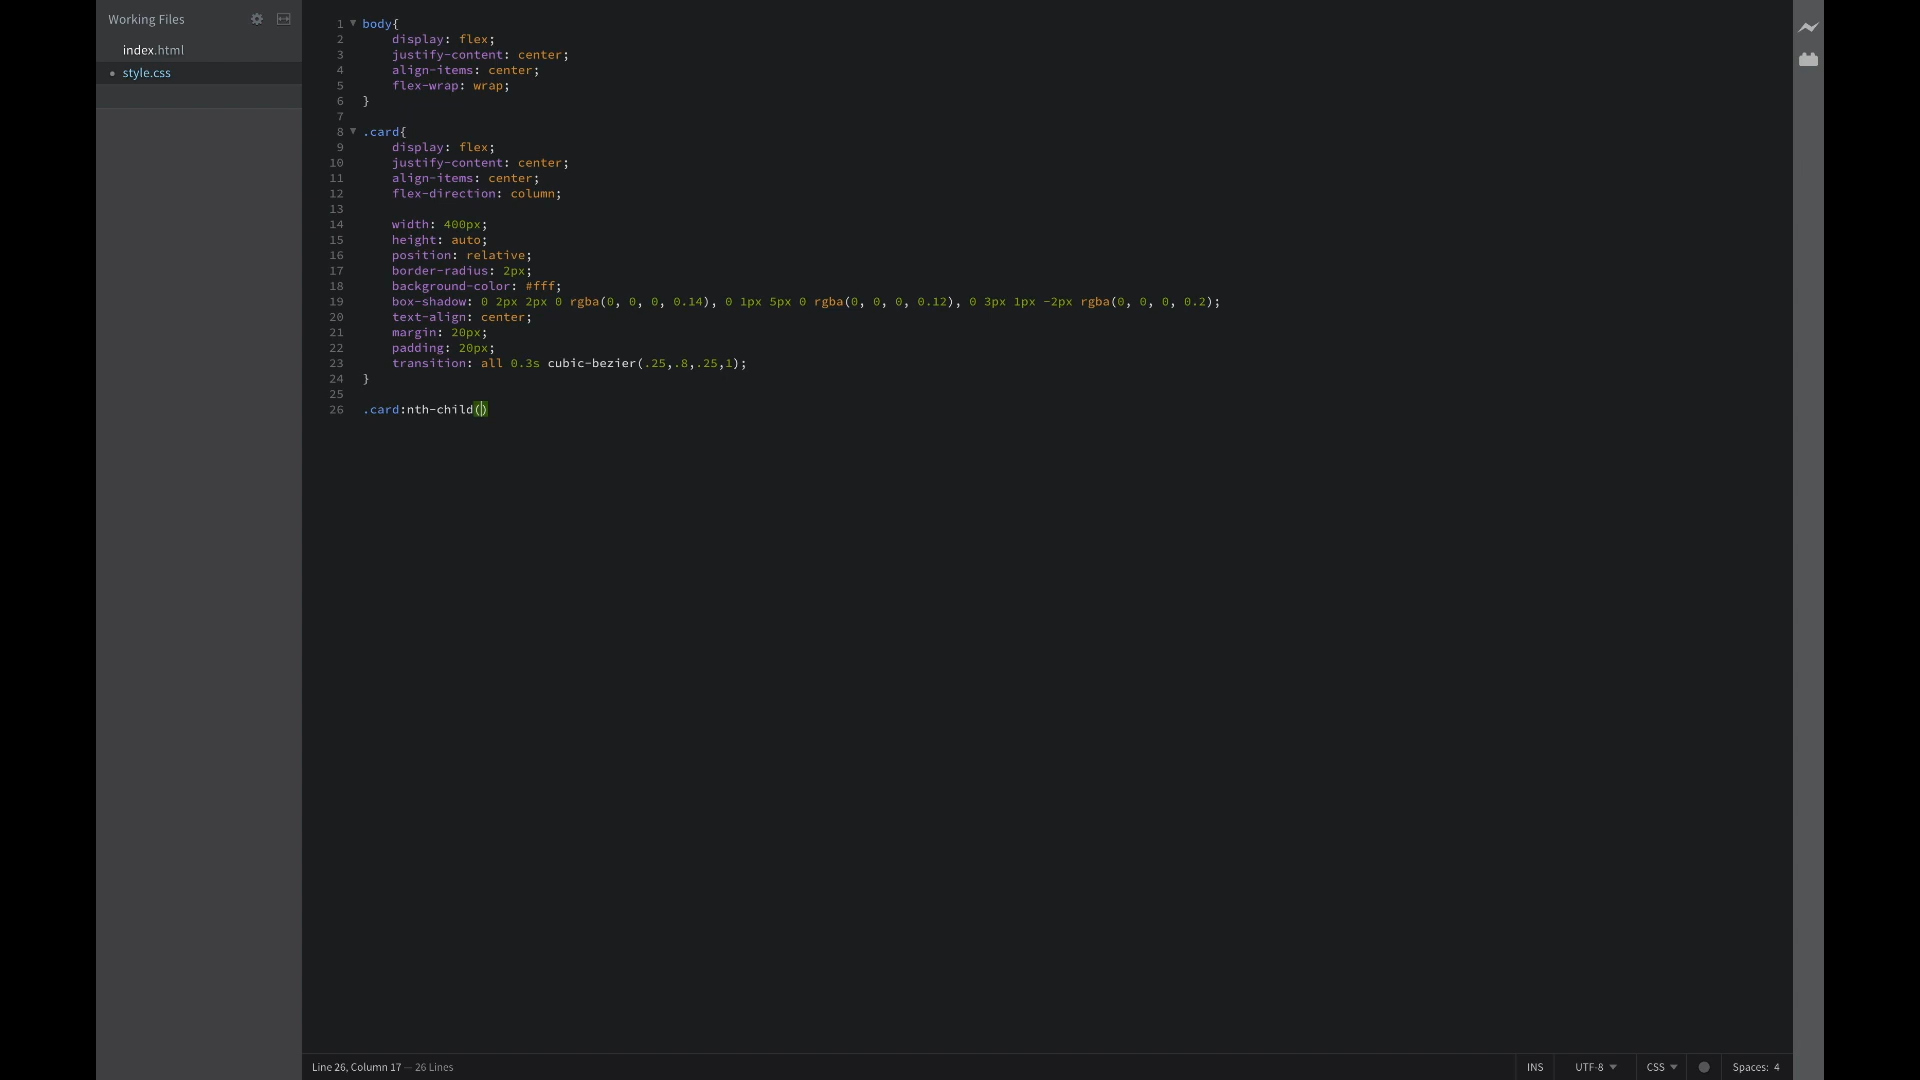 Working Files
index.html
style.css
1 body{
2 display: flex;
3 justify-content: center;
4 align-items: center;
5 flex-wrap: wrap;
6 }
7
8 .card{
9 display: flex;
10 justify-content: center;
11 align-items: center;
12 flex-direction: column;
13
14 width: 400px;
15 height: auto;
16 position: relative;
17 border-radius: 2px;
18 background-color: #fff;
19 box-shadow: 0 2px 2px 0 rgba(0, 0, 0, 0.14), 0 1px 5px 0 rgba(0, 0, 0, 0.12), 0 3px 1px -2px rgba(0, 0, 0, 0.2);
20 text-align: center;
21 margin: 20px;
22 padding: 20px;
23 transition: all 0.3s cubic-bezier(.25,.8,.25,1);
24 }
25
26 .card:nth-child()
Line 26, Column 17 — 26 Lines
INS UTF-8 CSS Spaces: 4